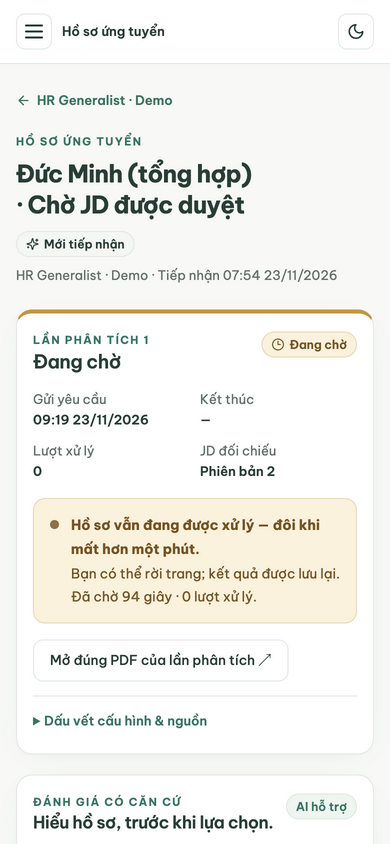 Hồ sơ ứng tuyển
← HR Generalist · Demo
HỒ SƠ ỨNG TUYỂN
Đức Minh (tổng hợp)
· Chờ JD được duyệt
Mới tiếp nhận
HR Generalist · Demo · Tiếp nhận 07:54 23/11/2026
LẦN PHÂN TÍCH 1
Đang chờ
Đang chờ
Gửi yêu cầu
Kết thúc
09:19 23/11/2026
—
Lượt xử lý
JD đối chiếu
0
Phiên bản 2
Hồ sơ vẫn đang được xử lý — đôi khi
mất hơn một phút.
Bạn có thể rời trang; kết quả được lưu lại.
Đã chờ 94 giây · 0 lượt xử lý.
Mở đúng PDF của lần phân tích ↗
▶ Dấu vết cấu hình & nguồn
ĐÁNH GIÁ CÓ CĂN CỨ
AI hỗ trợ
Hiểu hồ sơ, trước khi lựa chọn.